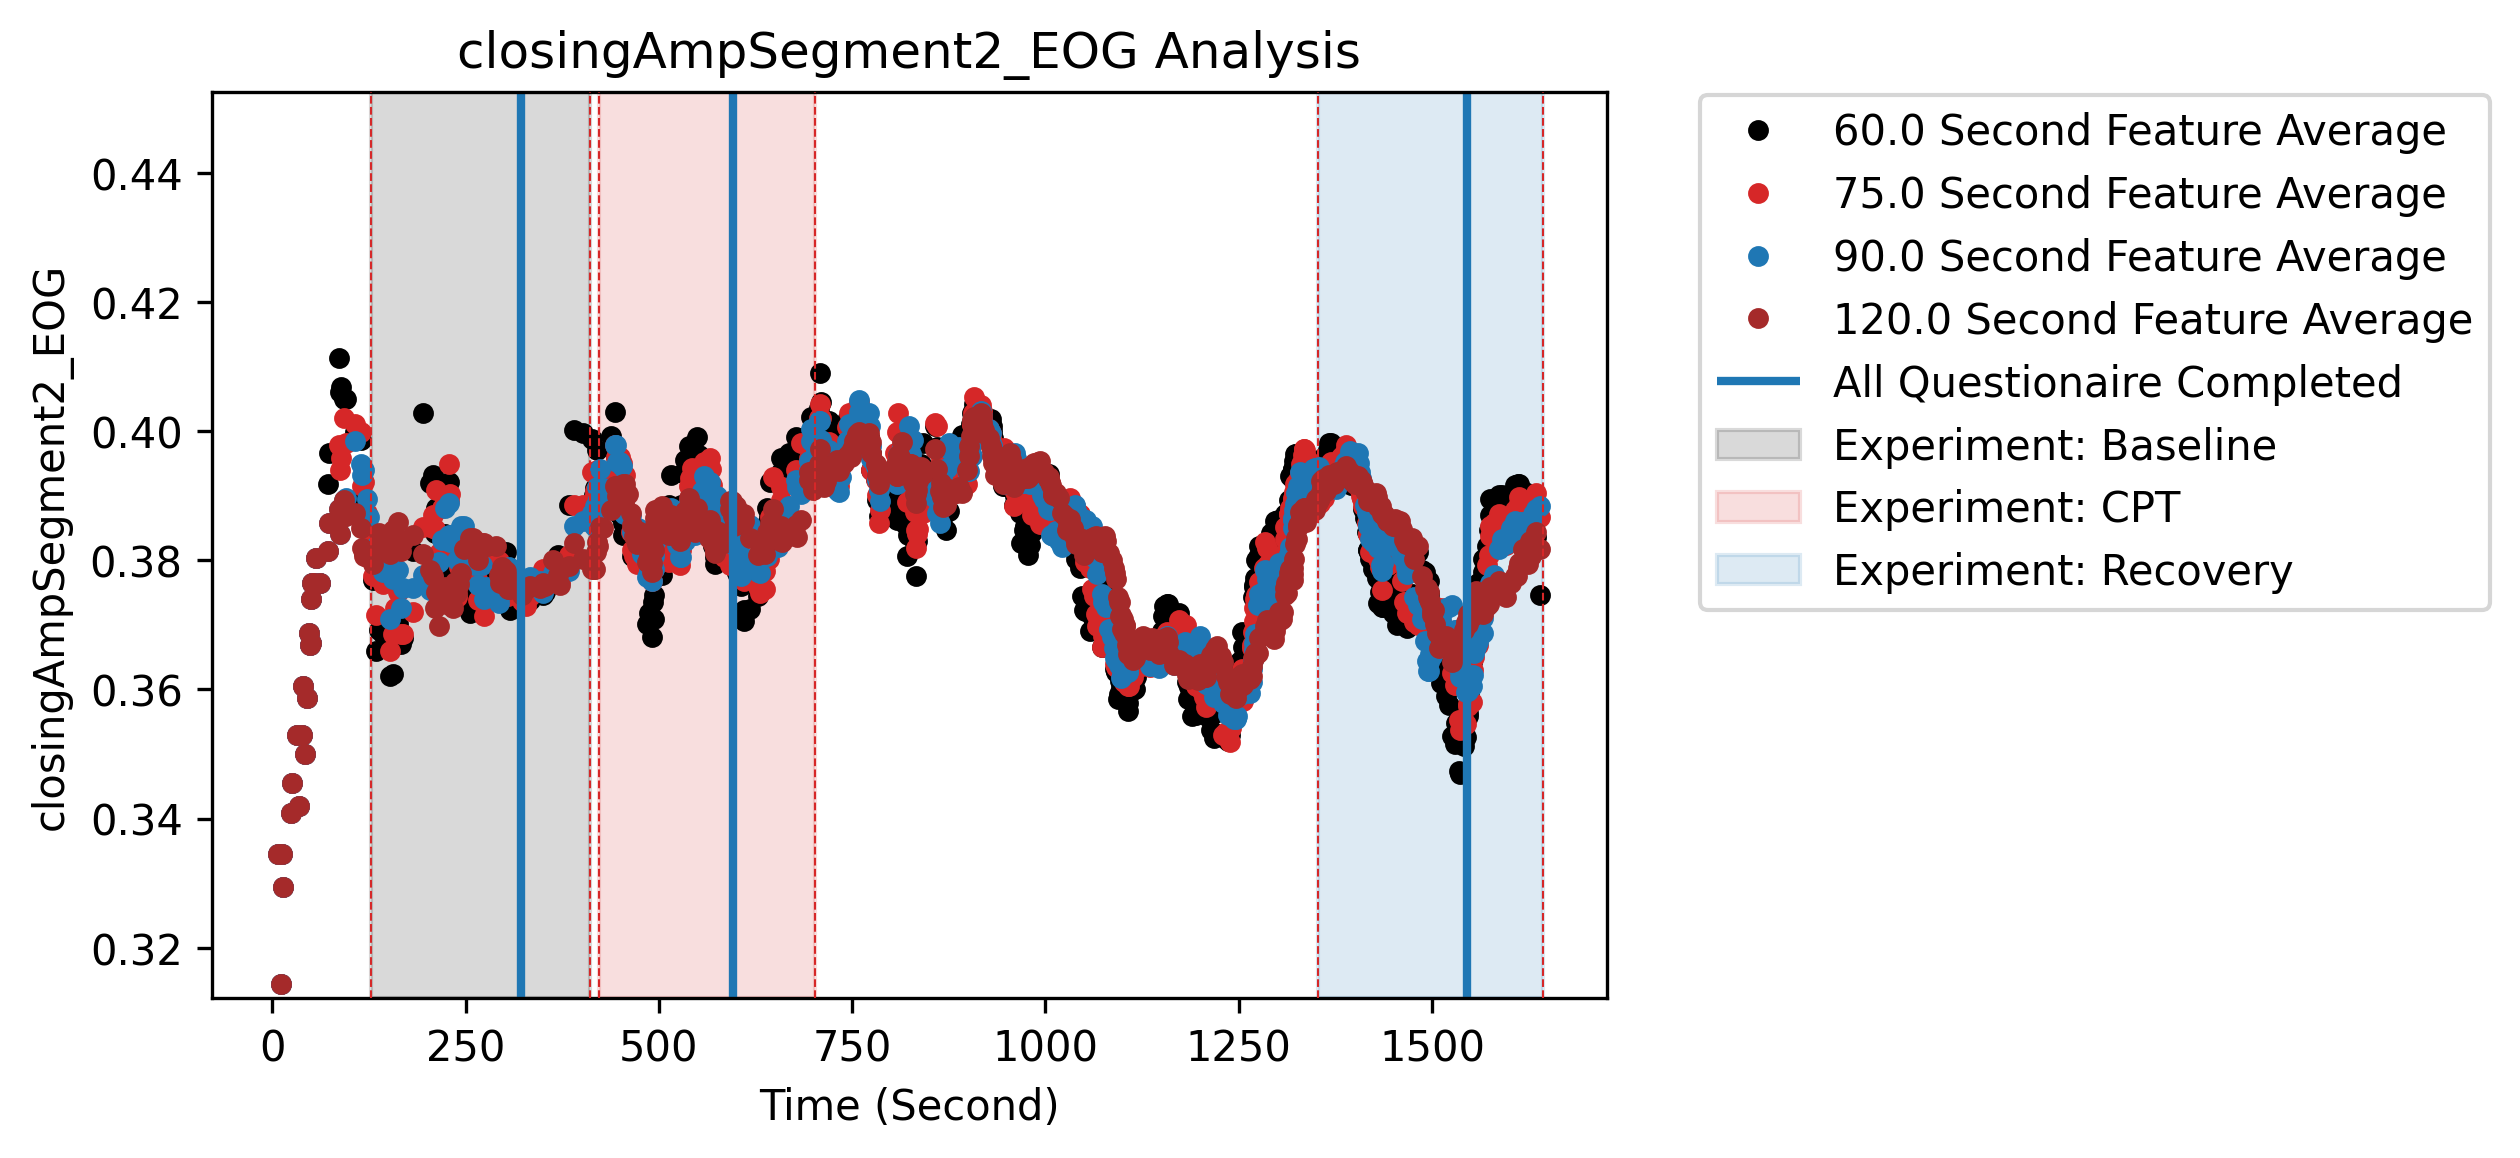 closingAmpSegment2_EOG Analysis
closingAmpSegment2_EOG
0.44
0.42
0.40
0.38
0.36
0.34
0.32
0 250 500 750 1000 1250 1500
Time (Second)
60.0 Second Feature Average
75.0 Second Feature Average
90.0 Second Feature Average
120.0 Second Feature Average
All Questionaire Completed
Experiment: Baseline
Experiment: CPT
Experiment: Recovery